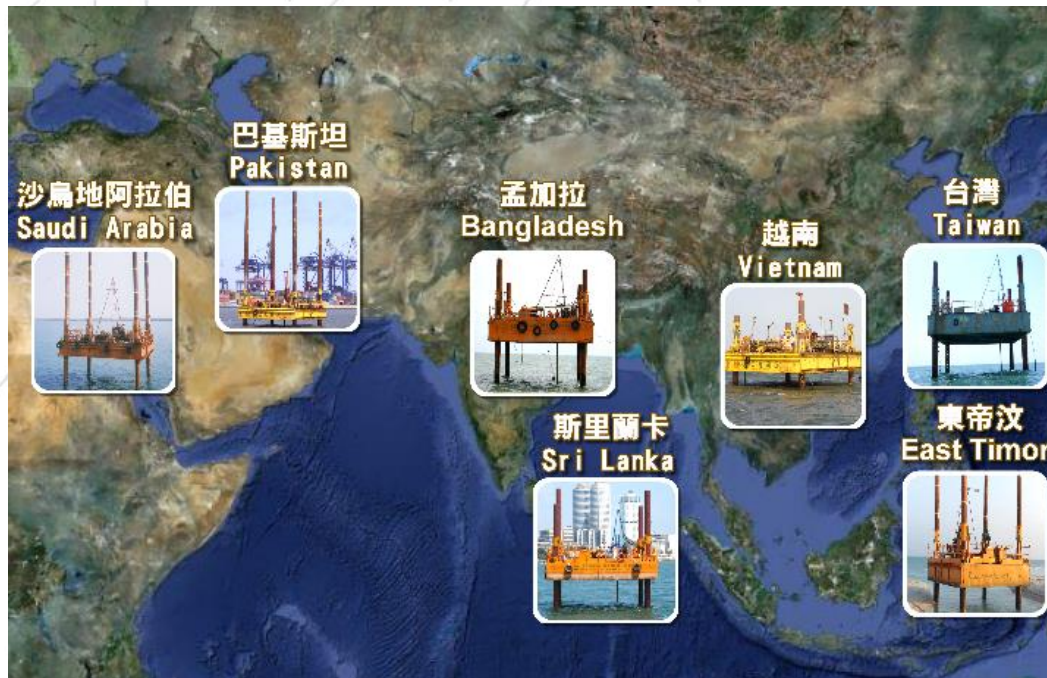 巴基斯坦
Pakistan
沙烏地阿拉伯
Saudi Arabia
孟加拉
Bangladesh
越南
Vietnam
台灣
Taiwan
斯里蘭卡
Sri Lanka
東帝汶
East Timor